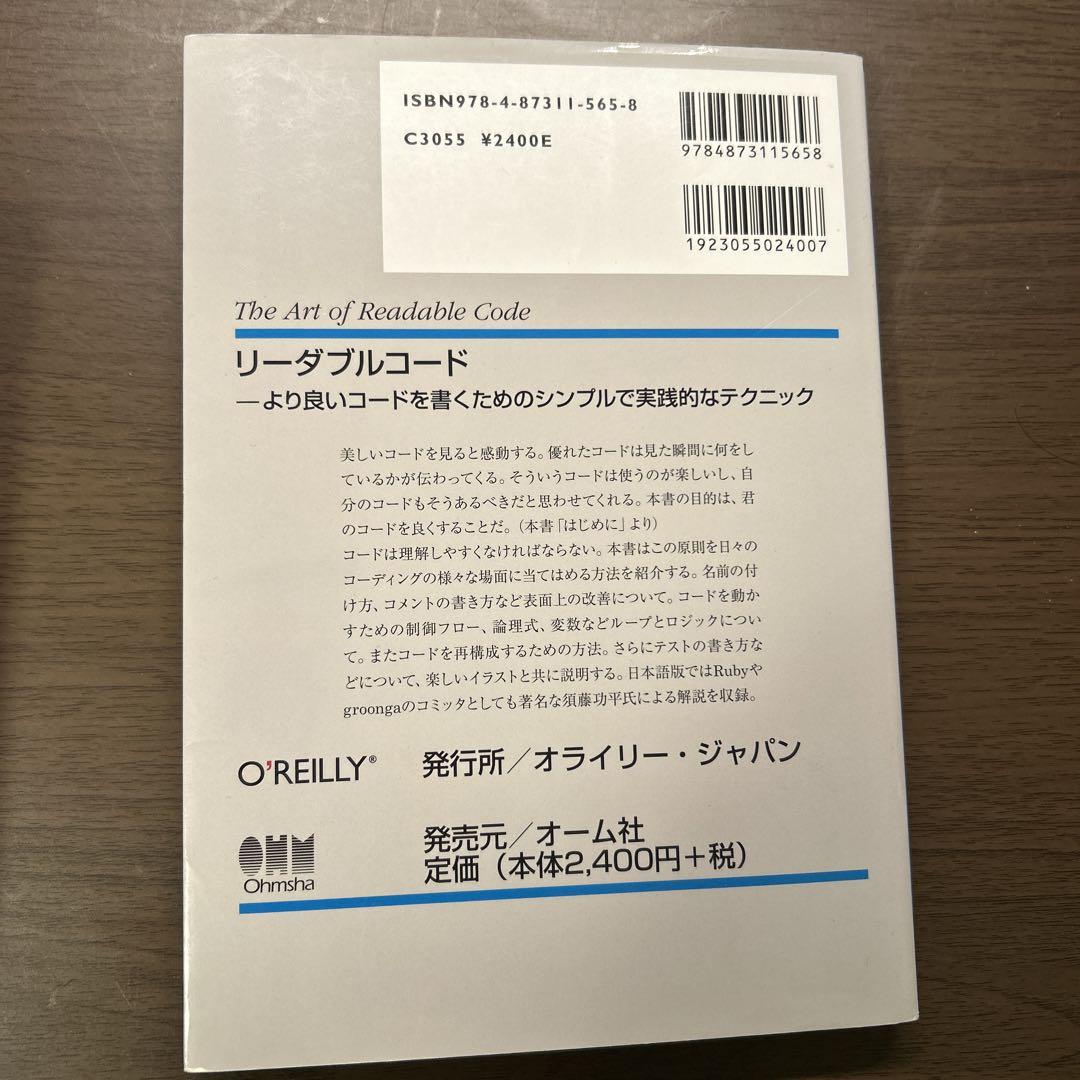 ISBN978-4-87311-565-8
C3055 ¥2400E
9784873115658
1923055024007
The Art of Readable Code
リーダブルコード
―より良いコードを書くためのシンプルで実践的なテクニック
美しいコードを見ると感動する。優れたコードは見た瞬間に何をし
ているかが伝わってくる。そういうコードは使うのが楽しいし、自
分のコードもそうあるべきだと思わせてくれる。本書の目的は、君
のコードを良くすることだ。(本書「はじめに」より)
コードは理解しやすくなければならない。本書はこの原則を日々の
コーディングの様々な場面に当てはめる方法を紹介する。名前の付
け方、コメントの書き方など表面上の改善について。コードを動か
すための制御フロー、論理式、変数などループとロジックについ
て。またコードを再構成するための方法。さらにテストの書き方な
どについて、楽しいイラストと共に説明する。日本語版ではRubyや
groongaのコミッタとしても著名な須藤功平氏による解説を収録。
O'REILLY® 発行所/オライリー・ジャパン
OHM 発売元/オーム社
Ohmsha 定価(本体2,400円+税)